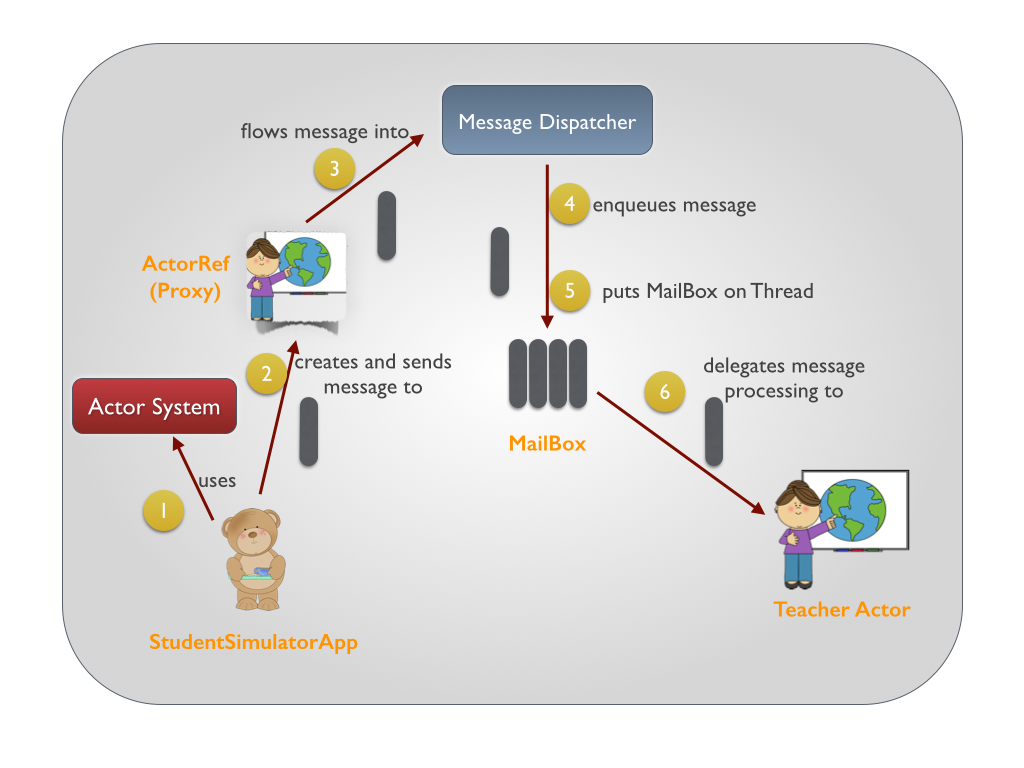 Message Dispatcher
flows message into
3
4
enqueues message
ActorRef
(Proxy)
5
puts MailBox on Thread
2
creates and sends
message to
delegates message
processing to
6
Actor System
MailBox
uses
1
Teacher Actor
StudentSimulatorApp